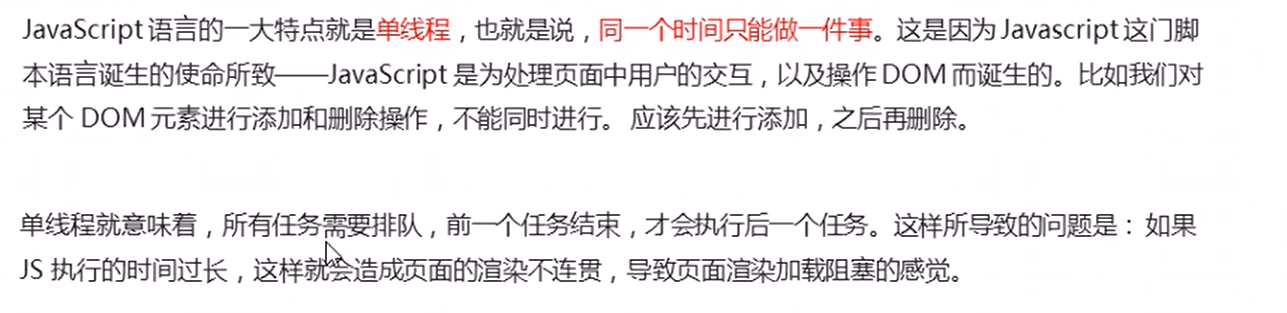 JavaScript 语言的一大特点就是单线程，也就是说，同一个时间只能做一件事。这是因为 Javascript 这门脚
本语言诞生的使命所致——JavaScript 是为处理页面中用户的交互，以及操作 DOM 而诞生的。比如我们对
某个 DOM 元素进行添加和删除操作，不能同时进行。 应该先进行添加，之后再删除。
单线程就意味着，所有任务需要排队，前一个任务结束，才会执行后一个任务。这样所导致的问题是： 如果
JS 执行的时间过长，这样就会造成页面的渲染不连贯，导致页面渲染加载阻塞的感觉。